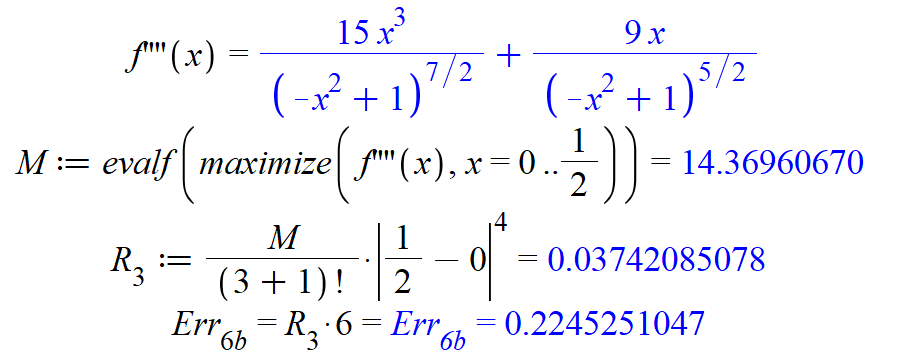 f''''(x) = 15 x^3 / (-x^2 + 1)^(7/2) + 9 x / (-x^2 + 1)^(5/2)
M := evalf(maximize(f''''(x), x = 0 .. 1/2)) = 14.36960670
R_3 := M / (3 + 1)! · |1/2 - 0|^4 = 0.03742085078
Err_6b = R_3 · 6 = Err_6b = 0.2245251047